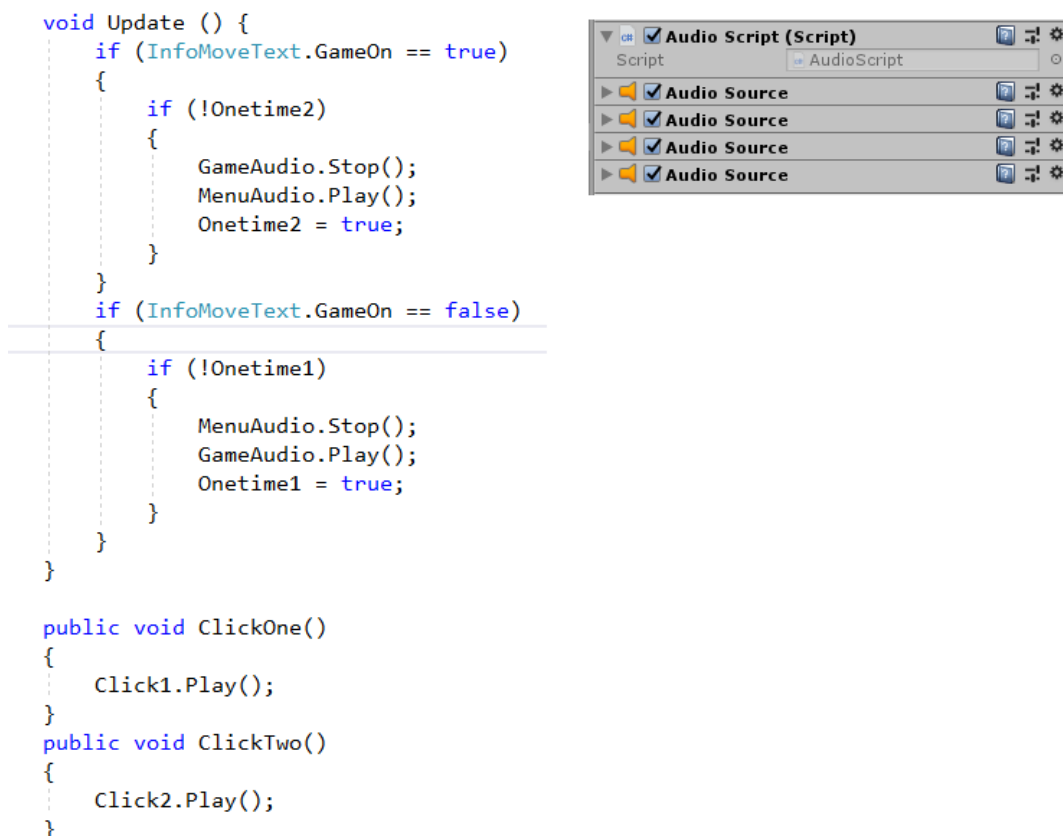 void Update () {
if (InfoMoveText.GameOn == true)
{
if (!Onetime2)
{
GameAudio.Stop();
MenuAudio.Play();
Onetime2 = true;
}
}
if (InfoMoveText.GameOn == false)
{
if (!Onetime1)
{
MenuAudio.Stop();
GameAudio.Play();
Onetime1 = true;
}
}
}
public void ClickOne()
{
Click1.Play();
}
public void ClickTwo()
{
Click2.Play();
}
Audio Script (Script)
Script AudioScript
Audio Source
Audio Source
Audio Source
Audio Source